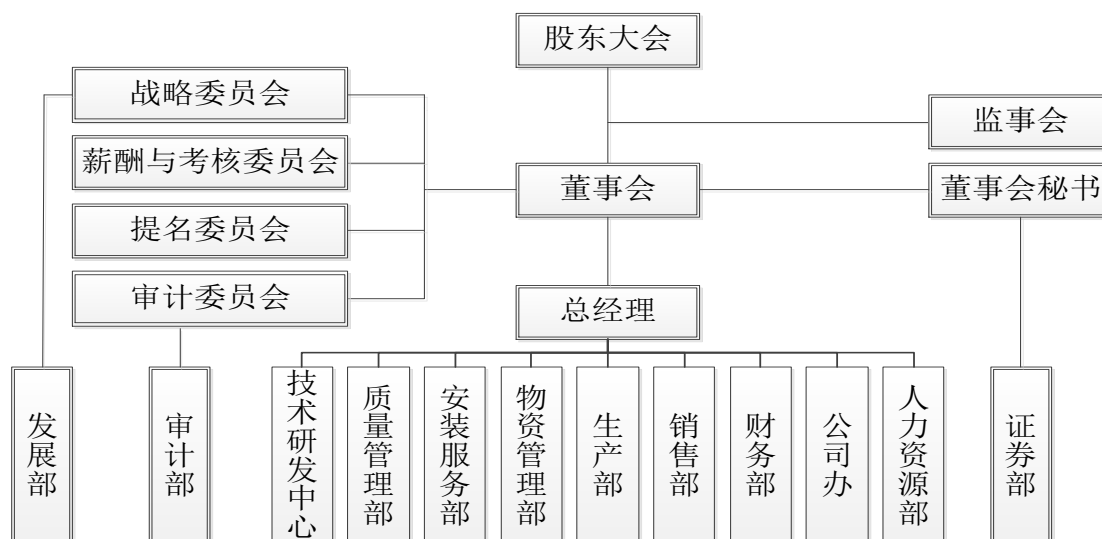 股东大会
战略委员会
监事会
薪酬与考核委员会
董事会
董事会秘书
提名委员会
审计委员会
总经理
发展部
审计部
技术研发中心
质量管理部
安装服务部
物资管理部
生产部
销售部
财务部
公司办
人力资源部
证券部